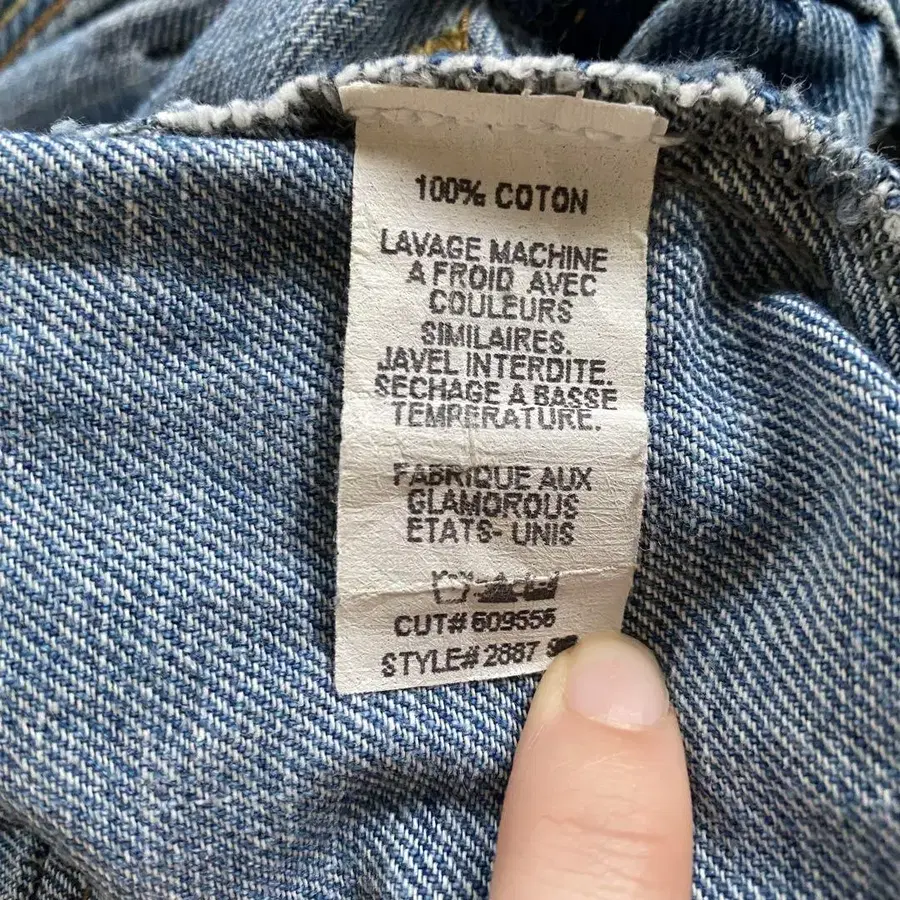 100% COTON
LAVAGE MACHINE
A FROID AVEC
COULEURS
SIMILAIRES.
JAVEL INTERDITE.
SECHAGE A BASSE
TEMPERATURE.
FABRIQUE AUX
GLAMOROUS
ETATS- UNIS
CUT# 609556
STYLE# 2887